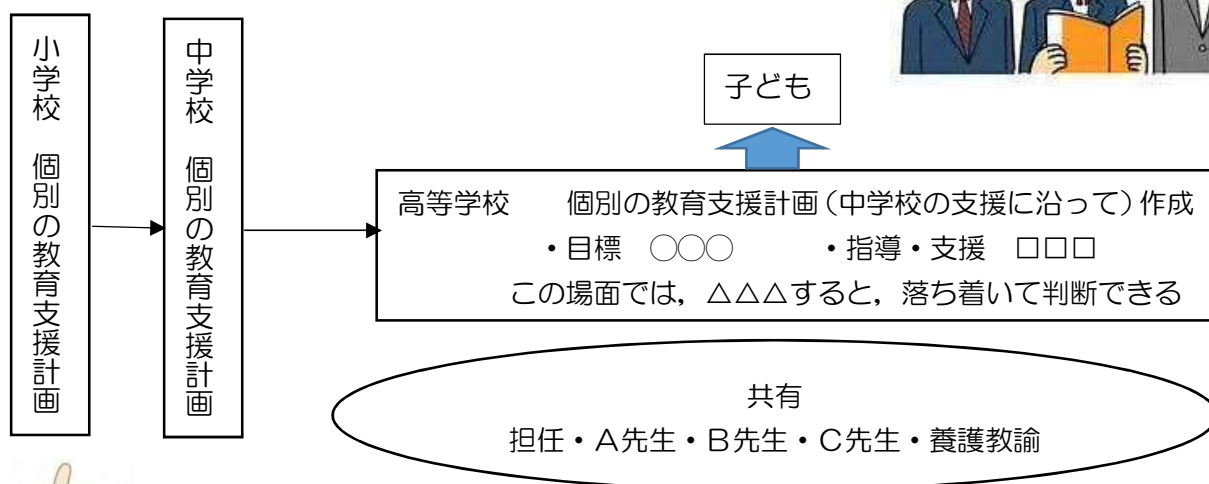 小学校　個別の教育支援計画
中学校　個別の教育支援計画
子ども
高等学校　　個別の教育支援計画（中学校の支援に沿って）作成
・目標　○○○　　　・指導・支援　□□□
この場面では，△△△すると，落ち着いて判断できる
共有
担任・A先生・B先生・C先生・養護教諭